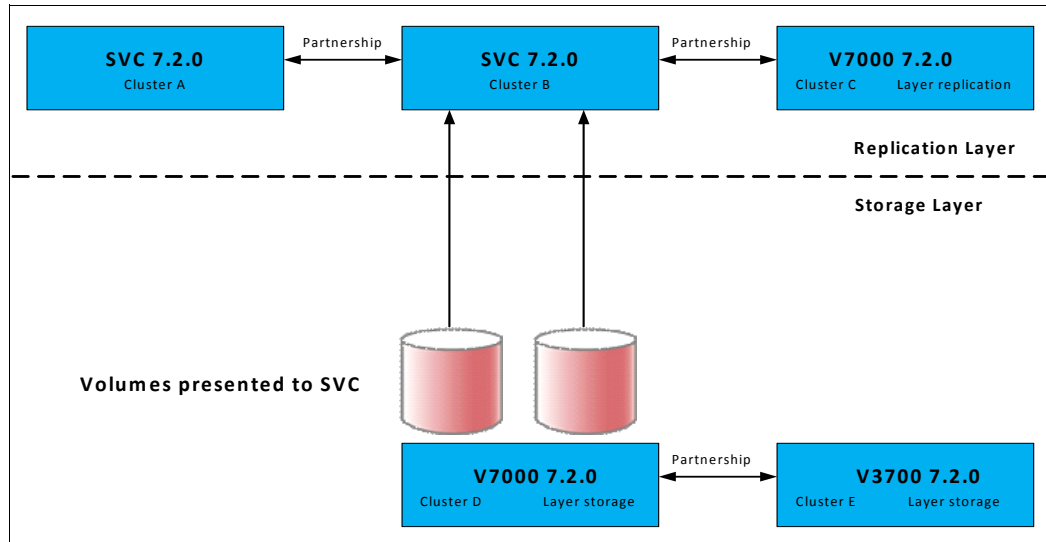 SVC 7.2.0
Cluster A
Partnership
SVC 7.2.0
Cluster B
Partnership
V7000 7.2.0
Cluster C Layer replication
Replication Layer
Storage Layer
Volumes presented to SVC
V7000 7.2.0
Cluster D Layer storage
Partnership
V3700 7.2.0
Cluster E Layer storage